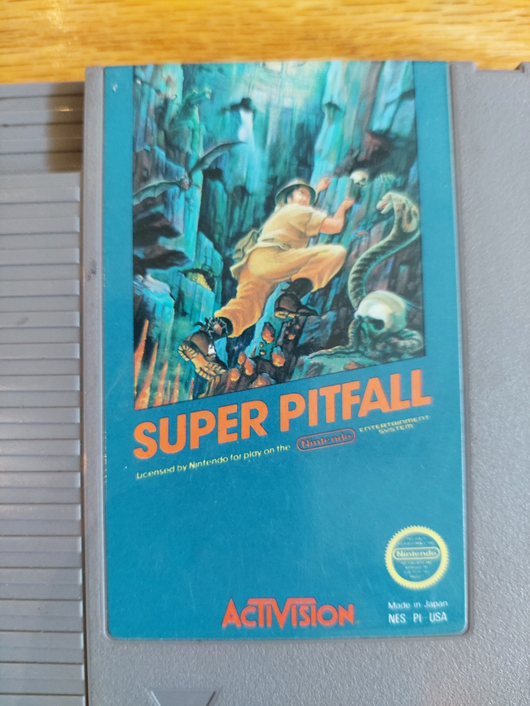 SUPER PITFALL
Licensed by Nintendo for play on the Nintendo ENTERTAINMENT SYSTEM
Nintendo
ACTIVISION
Made in Japan
NES PI USA